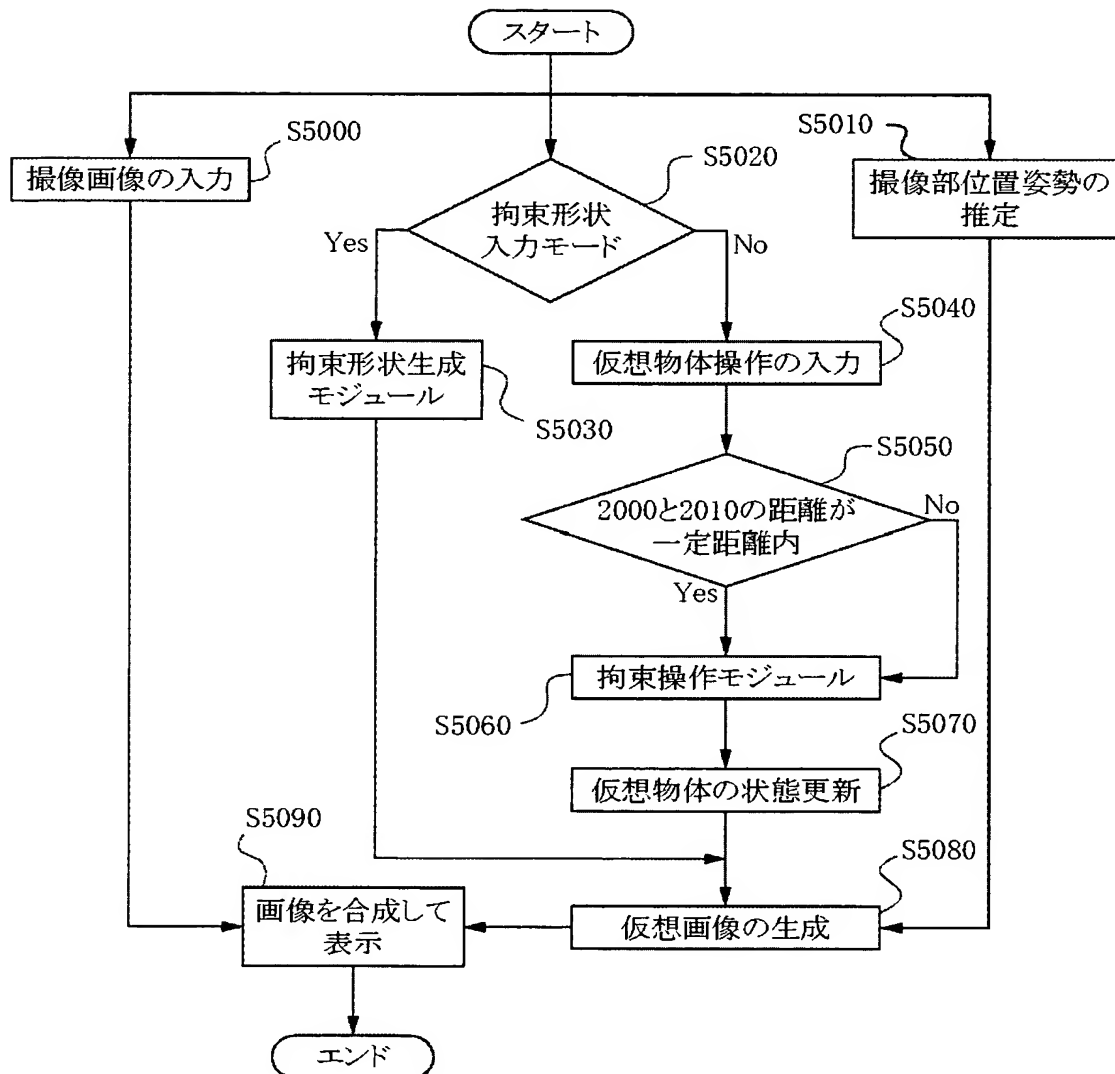 スタート
S5000
撮像画像の入力
S5010
撮像部位置姿勢の
推定
S5020
拘束形状
入力モード
Yes
No
S5030
拘束形状生成
モジュール
S5040
仮想物体操作の入力
S5050
2000と2010の距離が
一定距離内
No
Yes
拘束操作モジュール
S5060
S5070
仮想物体の状態更新
S5080
仮想画像の生成
S5090
画像を合成して
表示
エンド